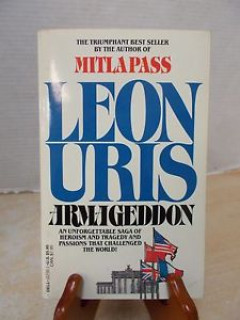 THE TRIUMPHANT BEST SELLER
BY THE AUTHOR OF
MITLA PASS
LEON
URIS
ARMAGEDDON
AN UNFORGETTABLE SAGA OF
HEROISM AND TRAGEDY AND
PASSIONS THAT CHALLENGED
THE WORLD!